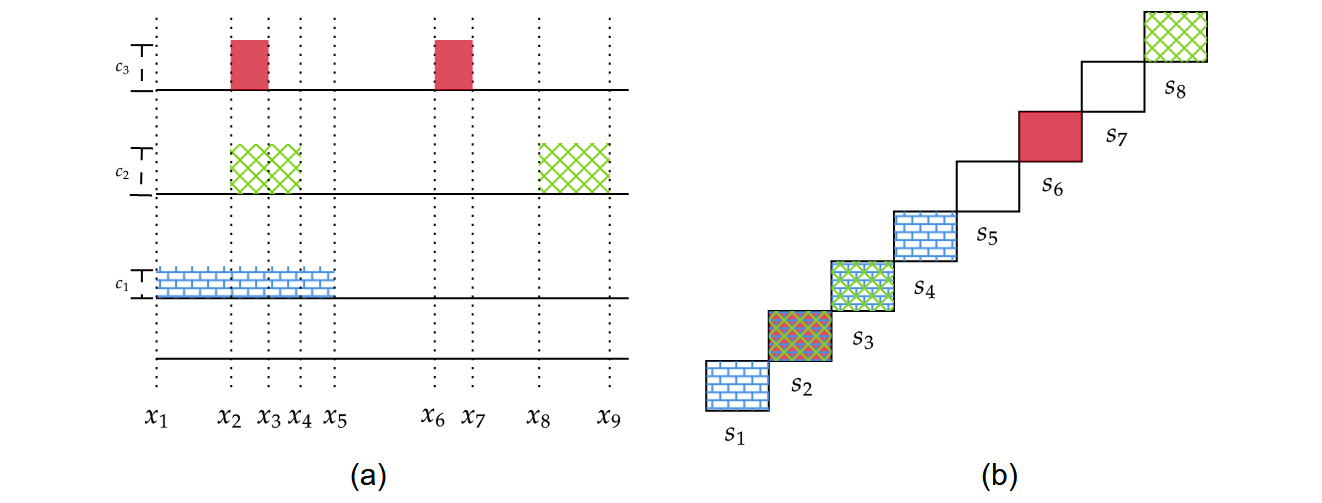 c₃
c₂
c₁
x₁ x₂ x₃ x₄ x₅ x₆ x₇ x₈ x₉
(a)
s₈
s₇
s₆
s₅
s₄
s₃
s₂
s₁
(b)